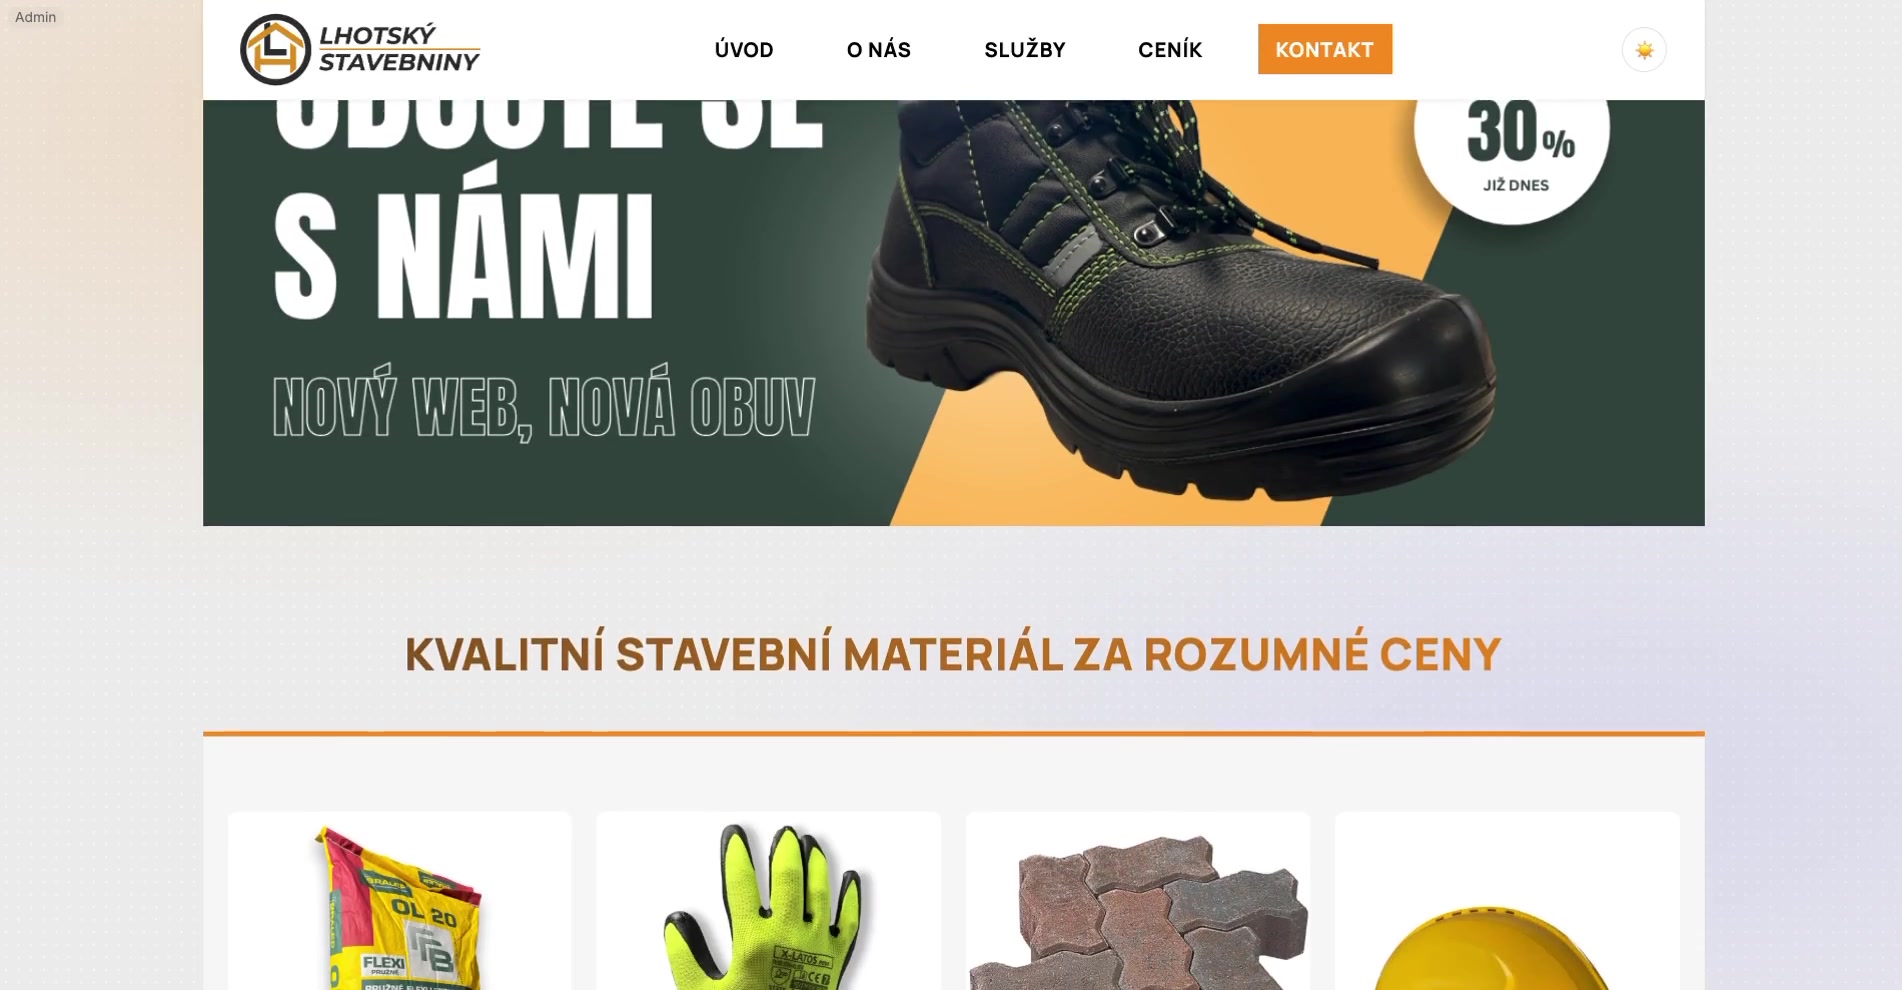 Admin
LHOTSKÝ
STAVEBNINY
ÚVOD
O NÁS
SLUŽBY
CENÍK
KONTAKT
SE
S NÁMI
NOVÝ WEB, NOVÁ OBUV
30%
JIŽ DNES
KVALITNÍ STAVEBNÍ MATERIÁL ZA ROZUMNÉ CENY
OL 20
FLEXI
PRUŽNÉ
X-LATOS